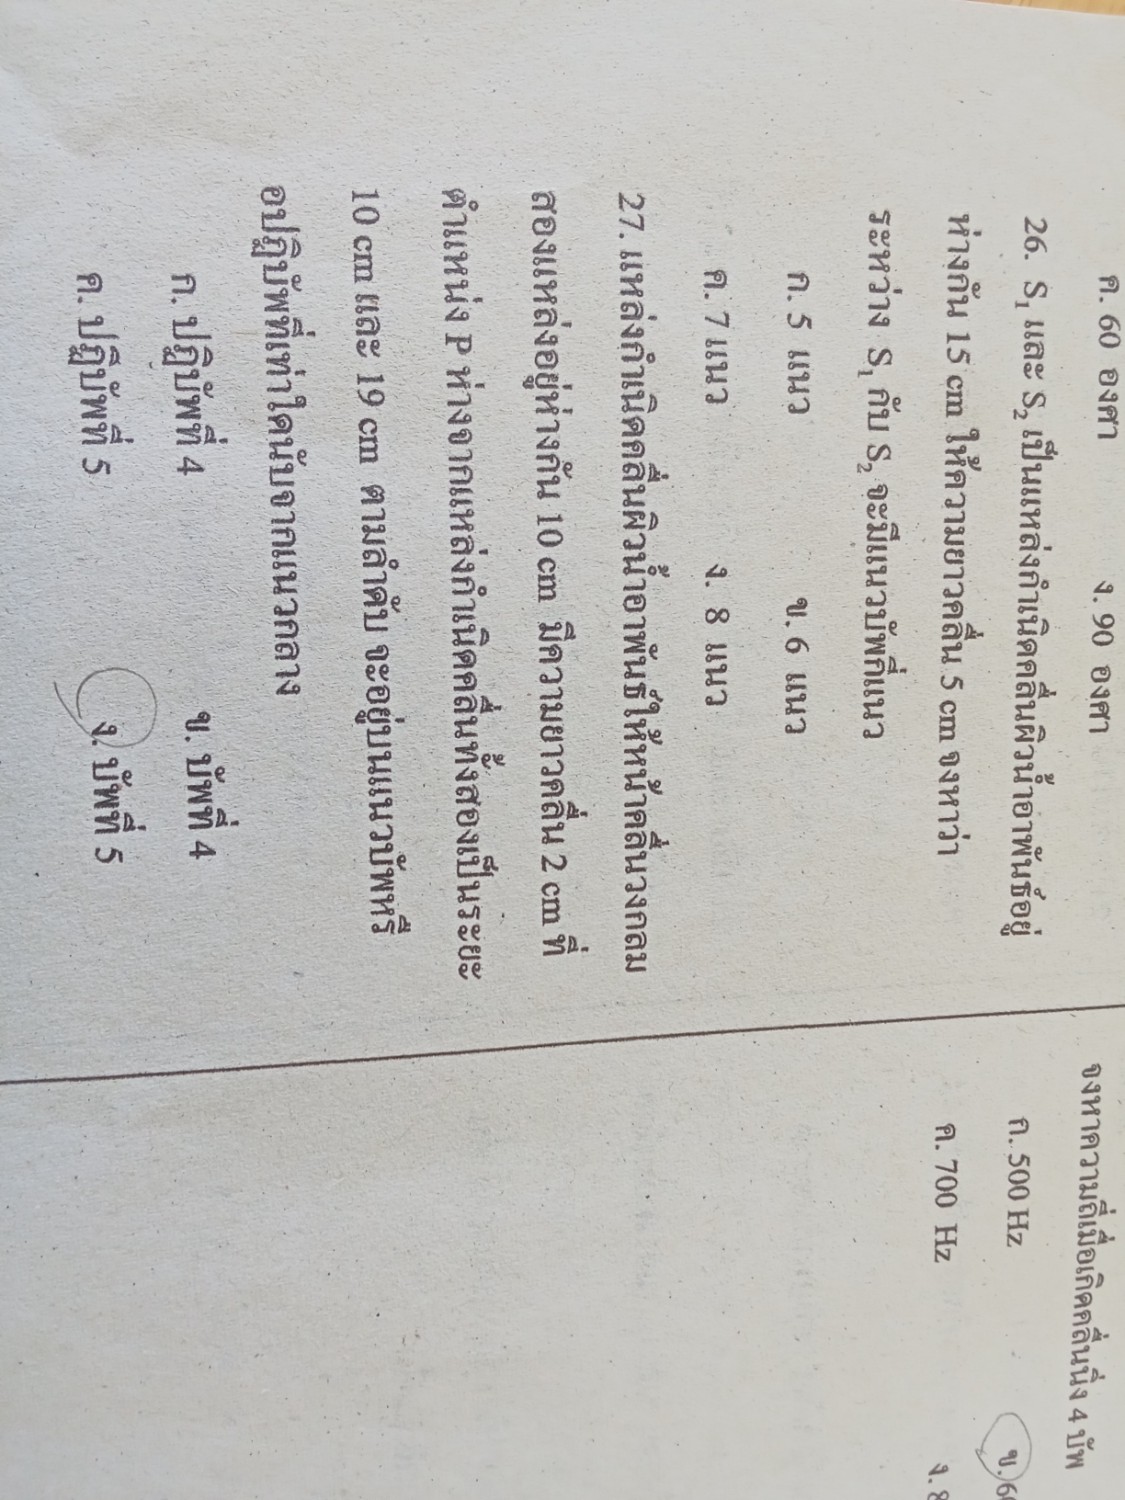 ค. 60 องศา
ง. 90 องศา
26. S₁ และ S₂ เป็นแหล่งกำเนิดคลื่นผิวน้ำอาพันธ์อยู่
ห่างกัน 15 cm ให้ความยาวคลื่น 5 cm จงหาว่า
ระหว่าง S₁ กับ S₂ จะมีแนวบัพกี่แนว
ก. 5 แนว
ข. 6 แนว
ค. 7 แนว
ง. 8 แนว
27. แหล่งกำเนิดคลื่นผิวน้ำอาพันธ์ให้หน้าคลื่นวงกลม
สองแหล่งอยู่ห่างกัน 10 cm มีความยาวคลื่น 2 cm ที่
ตำแหน่ง P ห่างจากแหล่งกำเนิดคลื่นทั้งสองเป็นระยะ
10 cm และ 19 cm ตามลำดับ จะอยู่บนแนวบัพหรื
อปฏิบัพที่เท่าใดนับจากแนวกลาง
ก. ปฏิบัพที่ 4
ข. บัพที่ 4
ค. ปฏิบัพที่ 5
ง. บัพที่ 5
จงหาความถี่เมื่อเกิดคลื่นนิ่ง 4 บัพ
ก. 500 Hz
ข.
ค. 700 Hz
ง.